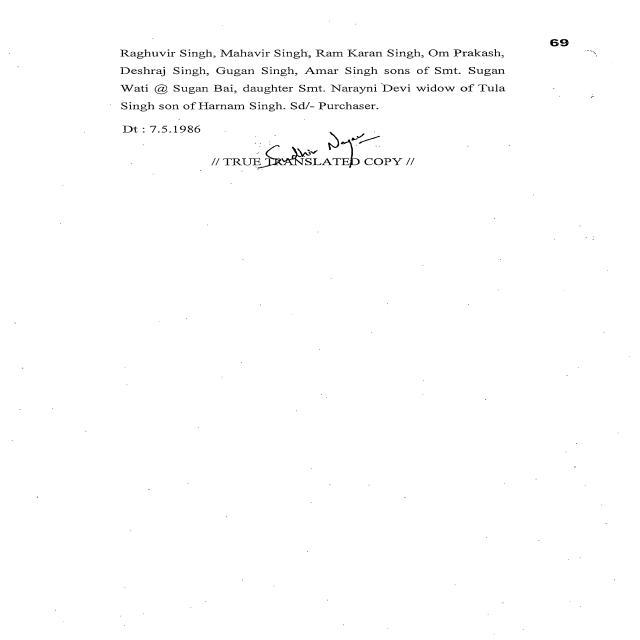 69
Raghuvir Singh, Mahavir Singh, Ram Karan Singh, Om Prakash,
Deshraj Singh, Gugan Singh, Amar Singh sons of Smt. Sugan
Wati @ Sugan Bai, daughter Smt. Narayni Devi widow of Tula
Singh son of Harnam Singh. Sd/- Purchaser.
Dt : 7.5.1986
Sudhir Nagar
// TRUE TRANSLATED COPY //